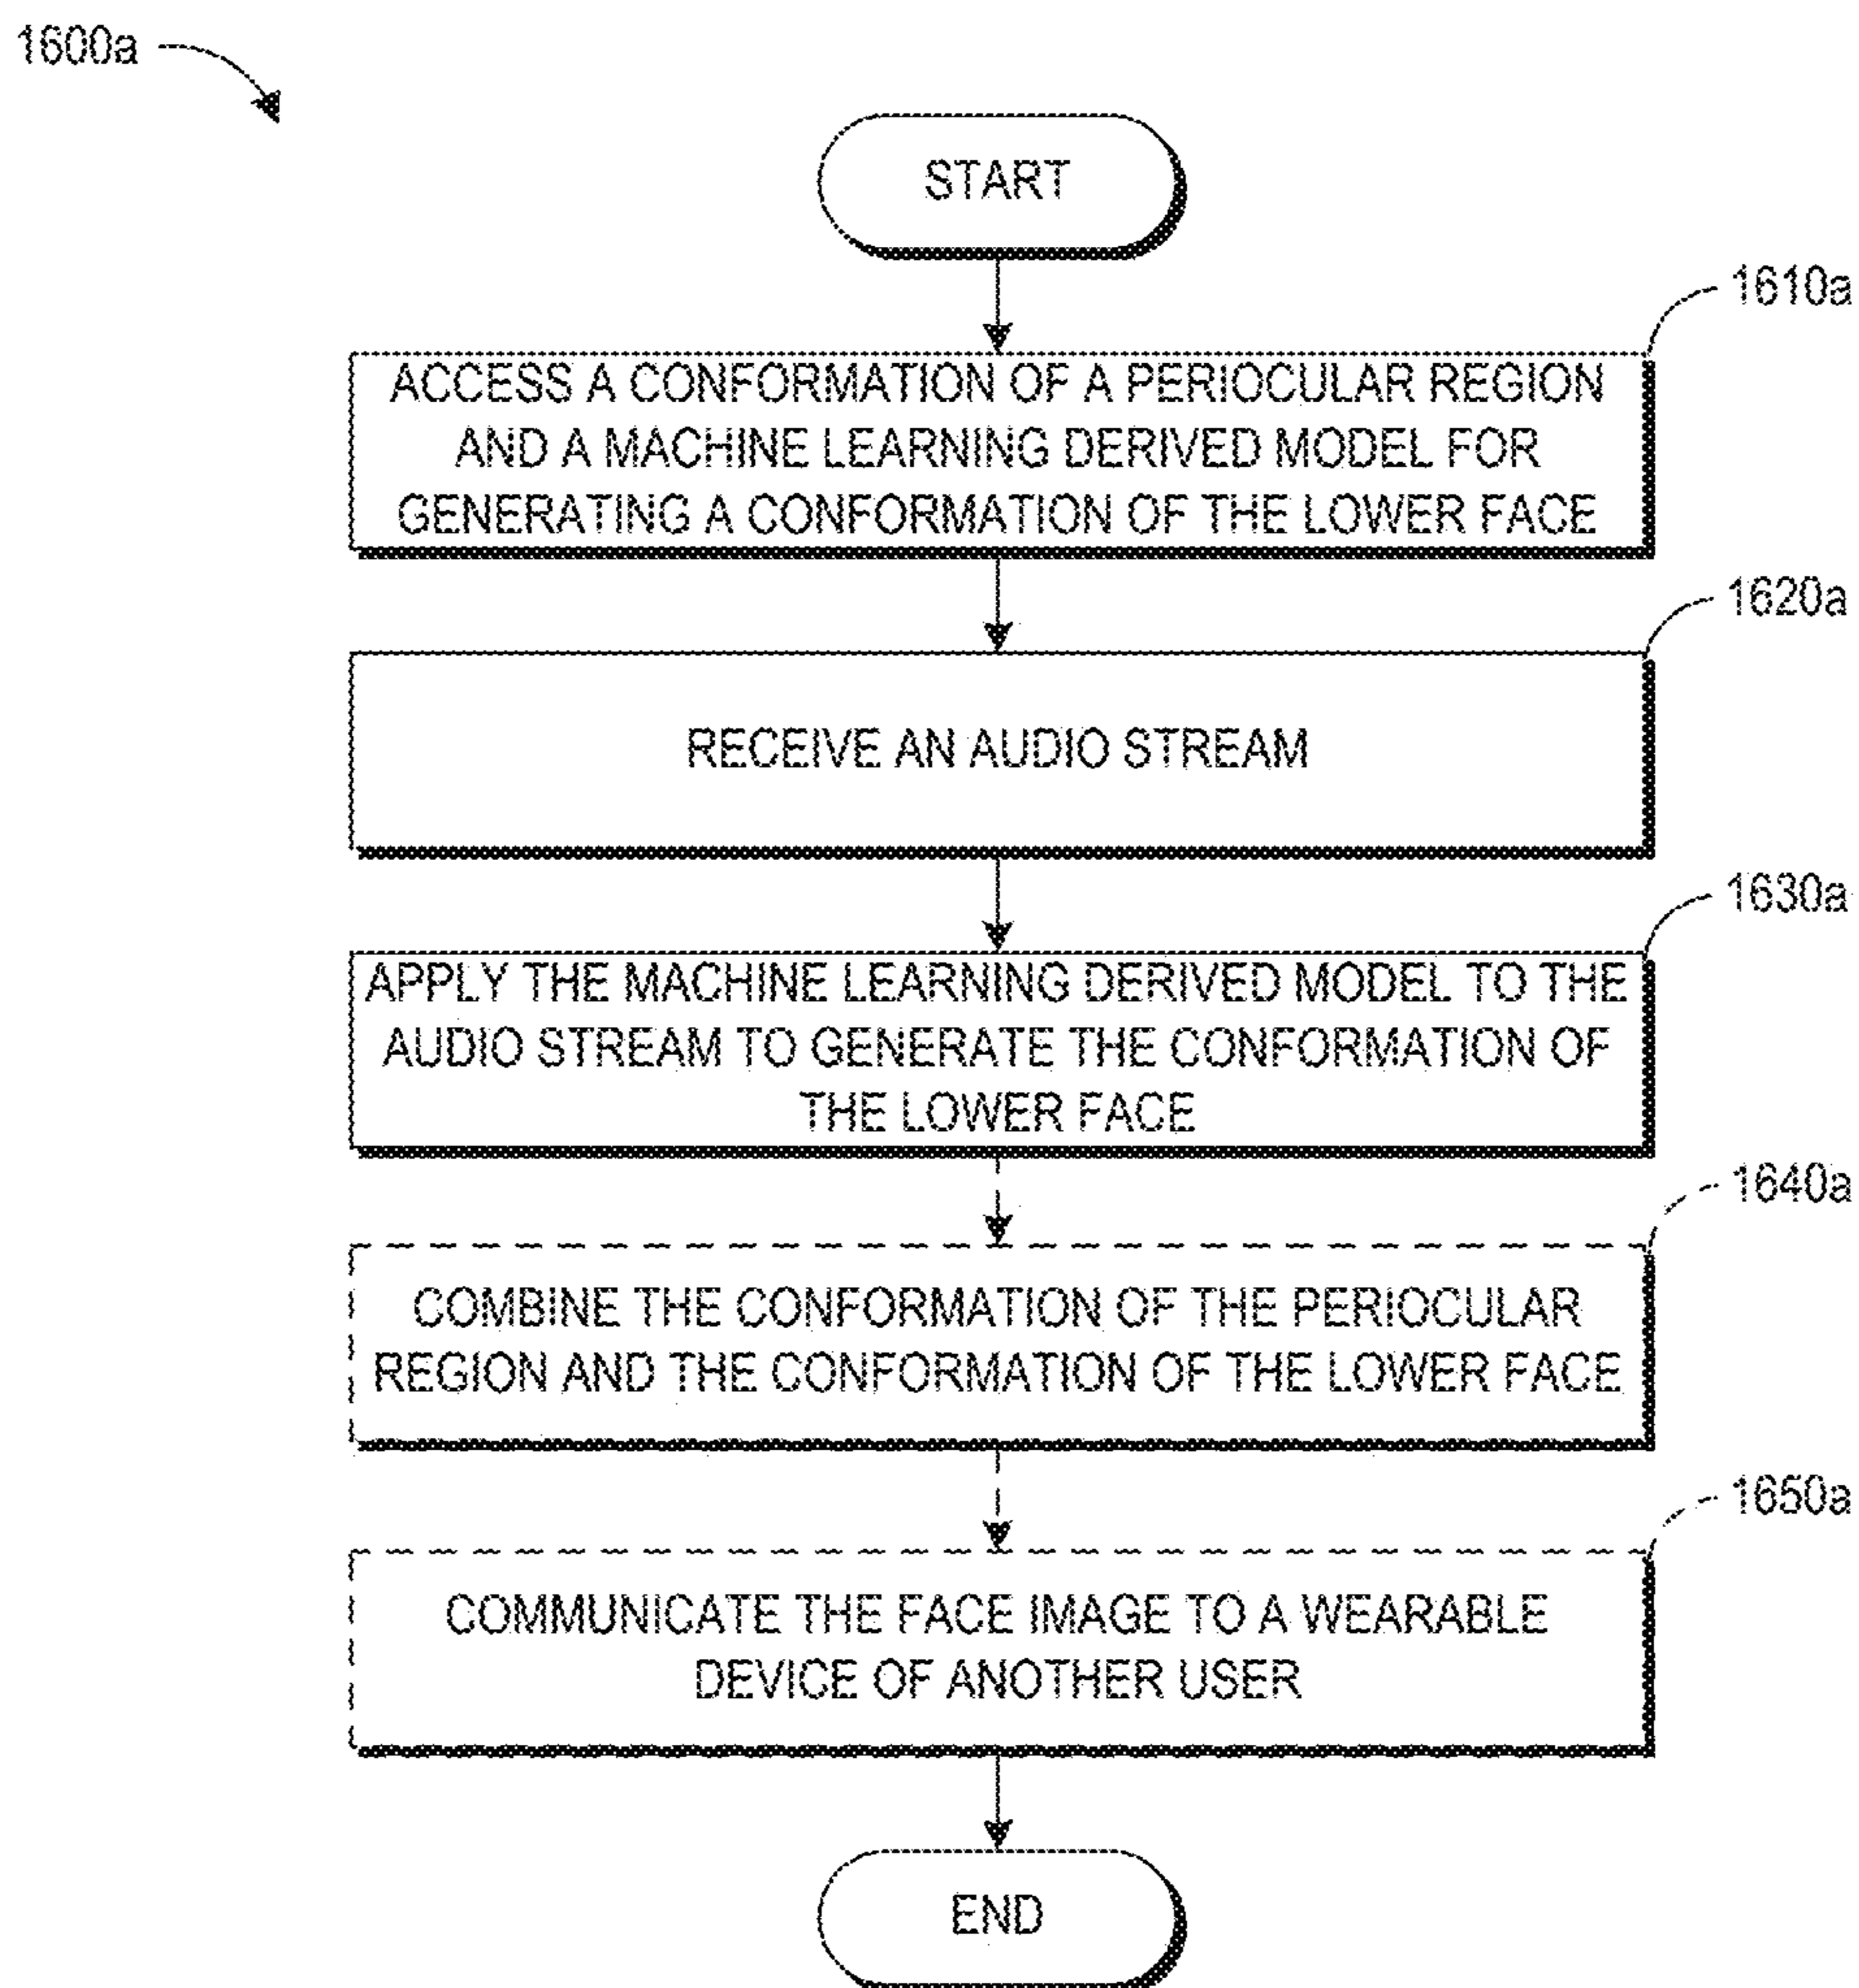 1600a
START
1610a
ACCESS A CONFORMATION OF A PERIOCULAR REGION
AND A MACHINE LEARNING DERIVED MODEL FOR
GENERATING A CONFORMATION OF THE LOWER FACE
1620a
RECEIVE AN AUDIO STREAM
1630a
APPLY THE MACHINE LEARNING DERIVED MODEL TO THE
AUDIO STREAM TO GENERATE THE CONFORMATION OF
THE LOWER FACE
1640a
COMBINE THE CONFORMATION OF THE PERIOCULAR
REGION AND THE CONFORMATION OF THE LOWER FACE
1650a
COMMUNICATE THE FACE IMAGE TO A WEARABLE
DEVICE OF ANOTHER USER
END